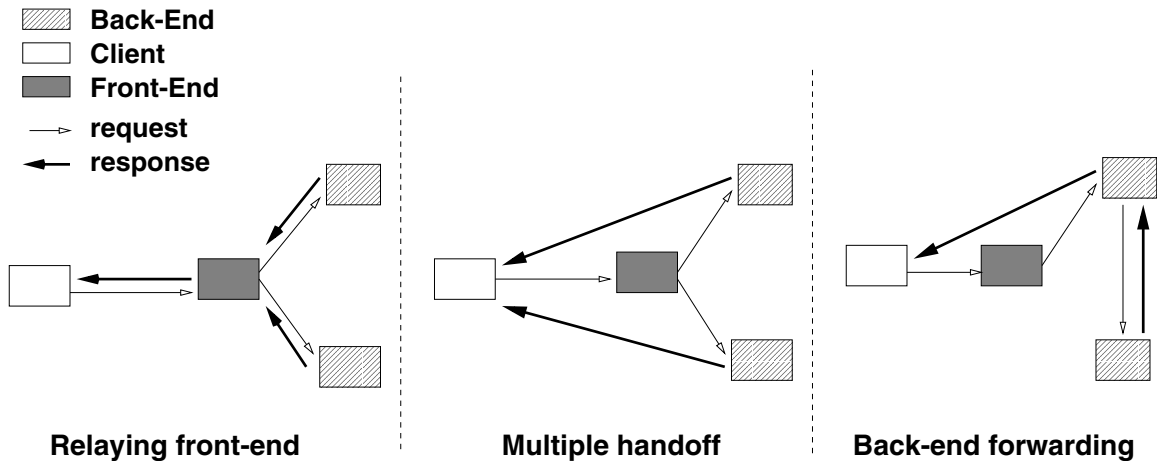 Back-End
Client
Front-End
request
response
Relaying front-end
Multiple handoff
Back-end forwarding